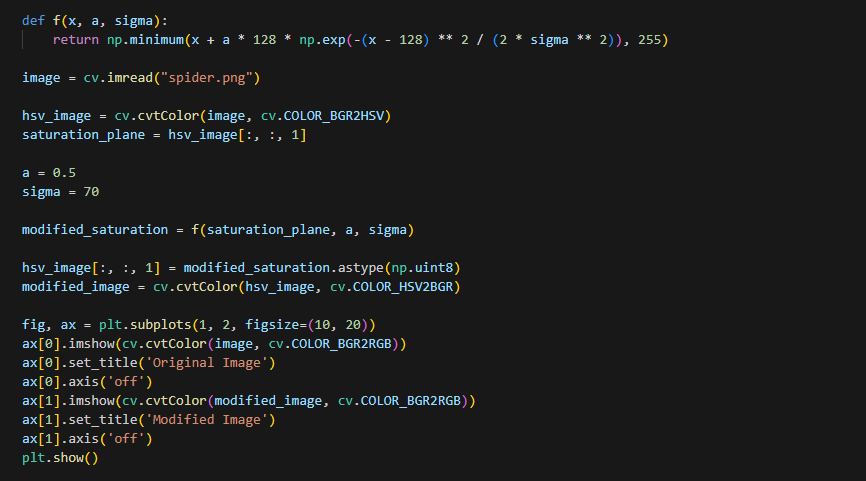 def f(x, a, sigma):
    return np.minimum(x + a * 128 * np.exp(-(x - 128) ** 2 / (2 * sigma ** 2)), 255)

image = cv.imread("spider.png")

hsv_image = cv.cvtColor(image, cv.COLOR_BGR2HSV)
saturation_plane = hsv_image[:, :, 1]

a = 0.5
sigma = 70

modified_saturation = f(saturation_plane, a, sigma)

hsv_image[:, :, 1] = modified_saturation.astype(np.uint8)
modified_image = cv.cvtColor(hsv_image, cv.COLOR_HSV2BGR)

fig, ax = plt.subplots(1, 2, figsize=(10, 20))
ax[0].imshow(cv.cvtColor(image, cv.COLOR_BGR2RGB))
ax[0].set_title('Original Image')
ax[0].axis('off')
ax[1].imshow(cv.cvtColor(modified_image, cv.COLOR_BGR2RGB))
ax[1].set_title('Modified Image')
ax[1].axis('off')
plt.show()